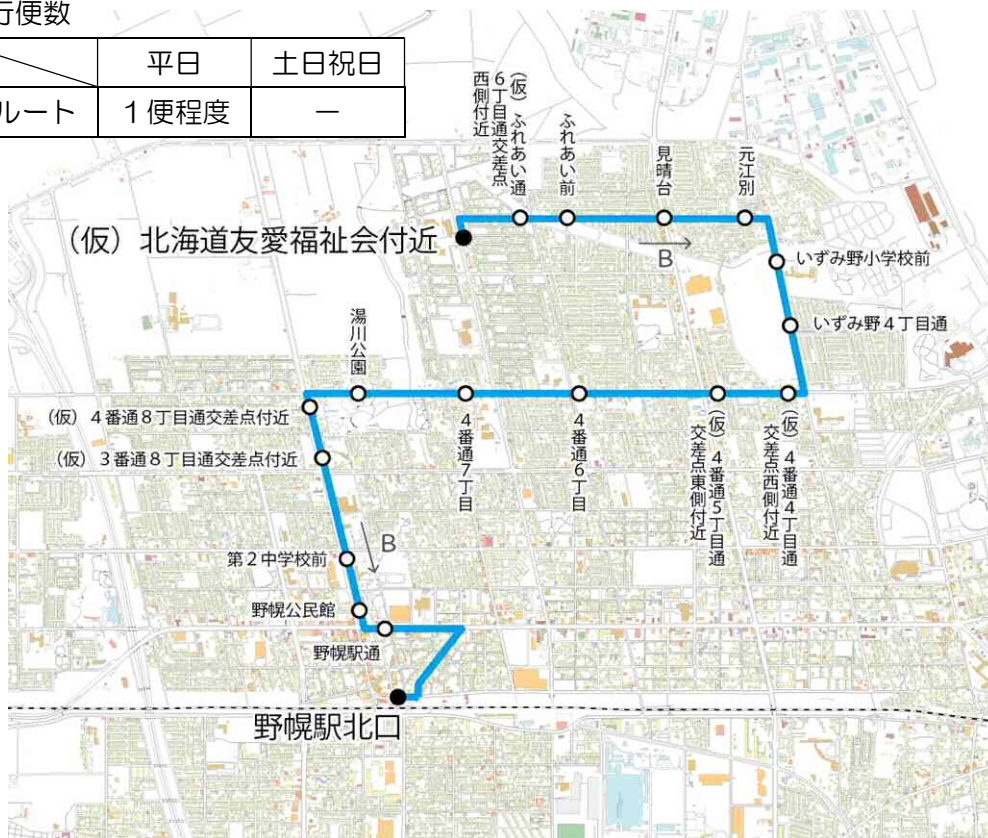 行便数
平日 土日祝日
ルート １便程度 －
(仮) ふれあい通
６丁目通交差点
西側付近
ふれあい前
見晴台
元江別
(仮) 北海道友愛福祉会付近
B
いずみ野小学校前
いずみ野４丁目通
湯川公園
(仮) ４番通８丁目通交差点付近
４番通７丁目
４番通６丁目
(仮) ４番通５丁目通
交差点東側付近
(仮) ４番通４丁目通
交差点西側付近
(仮) ３番通８丁目通交差点付近
B
第２中学校前
野幌公民館
野幌駅通
野幌駅北口